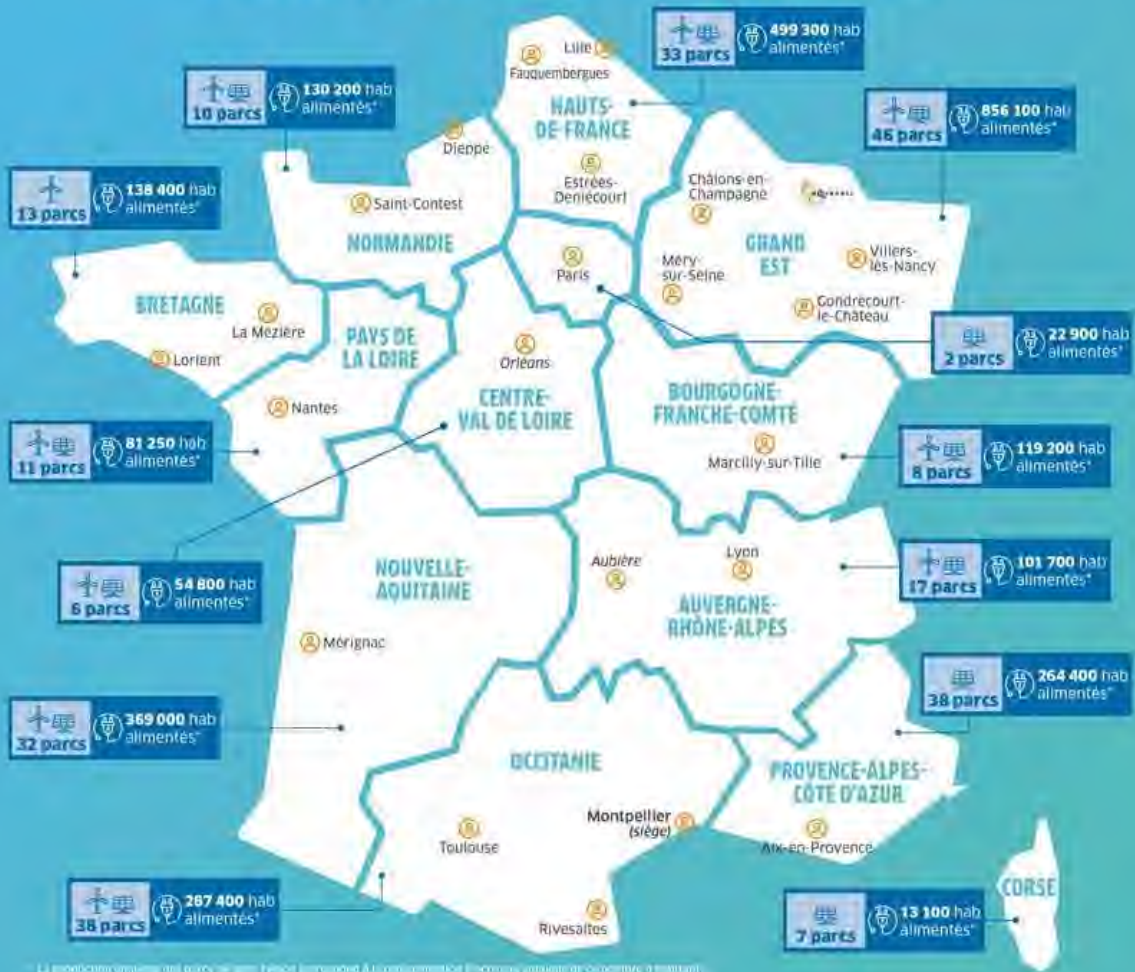 Lille
Fauquembergues
HAUTS-
DE-FRANCE
Estrées-
Deniécourt
33 parcs
499 300 hab
alimentés*
10 parcs
130 200 hab
alimentés*
Dieppe
Saint-Contest
NORMANDIE
46 parcs
856 100 hab
alimentés*
Châlons-en-
Champagne
GRAND
EST
Méry-
sur-Seine
Villers-
lès-Nancy
Gondrecourt-
le-Château
13 parcs
138 400 hab
alimentés*
BRETAGNE
La Mézière
Lorient
Paris
2 parcs
22 900 hab
alimentés*
PAYS DE
LA LOIRE
Nantes
Orléans
CENTRE-
VAL DE LOIRE
BOURGOGNE-
FRANCHE-COMTÉ
Marcilly-sur-Tille
11 parcs
81 250 hab
alimentés*
8 parcs
119 200 hab
alimentés*
6 parcs
54 800 hab
alimentés*
NOUVELLE-
AQUITAINE
Mérignac
Aubière
Lyon
AUVERGNE-
RHÔNE-ALPES
17 parcs
101 700 hab
alimentés*
32 parcs
369 000 hab
alimentés*
38 parcs
264 400 hab
alimentés*
OCCITANIE
Toulouse
Montpellier
(siège)
Rivesaltes
PROVENCE-ALPES-
CÔTE D'AZUR
Aix-en-Provence
38 parcs
287 400 hab
alimentés*
CORSE
7 parcs
13 100 hab
alimentés*